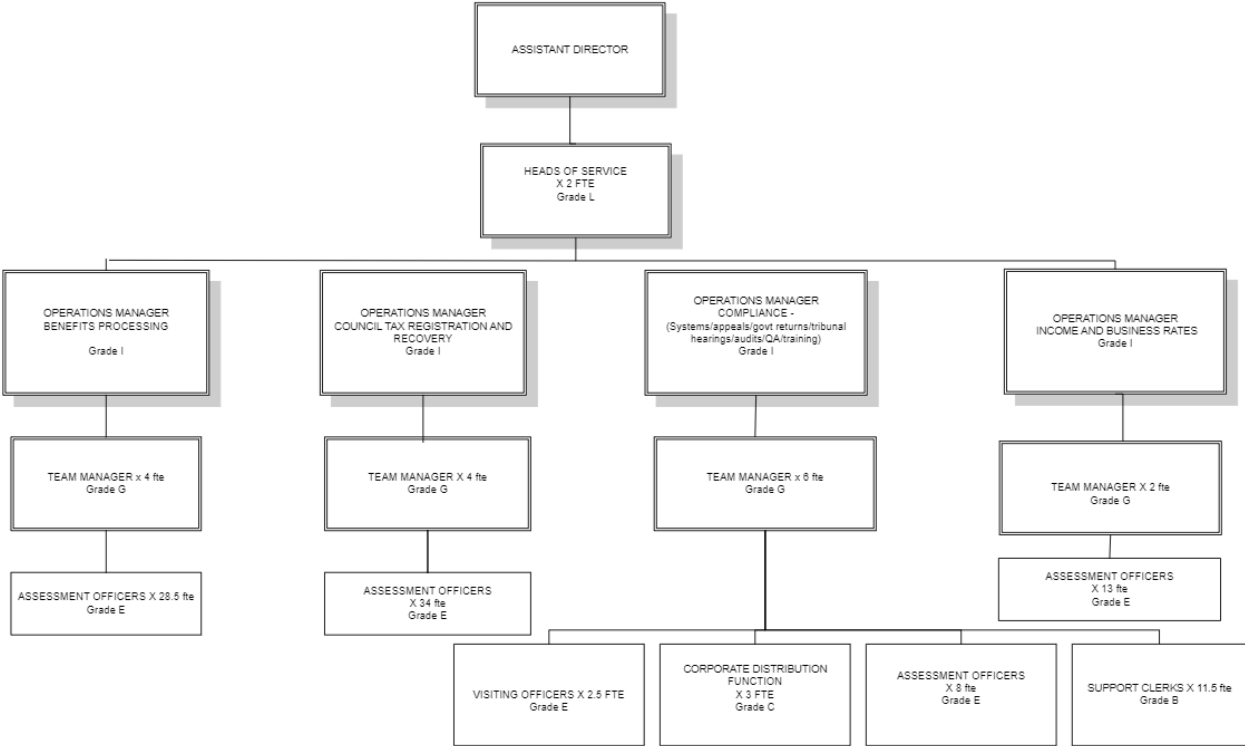 ASSISTANT DIRECTOR
HEADS OF SERVICE
X 2 FTE
Grade L
OPERATIONS MANAGER
BENEFITS PROCESSING
Grade I
OPERATIONS MANAGER
COUNCIL TAX REGISTRATION AND
RECOVERY
Grade I
OPERATIONS MANAGER
COMPLIANCE -
(Systems/appeals/govt returns/tribunal
hearings/audits/QA/training)
Grade I
OPERATIONS MANAGER
INCOME AND BUSINESS RATES
Grade I
TEAM MANAGER x 4 fte
Grade G
TEAM MANAGER X 4 fte
Grade G
TEAM MANAGER x 6 fte
Grade G
TEAM MANAGER X 2 fte
Grade G
ASSESSMENT OFFICERS X 28.5 fte
Grade E
ASSESSMENT OFFICERS
X 34 fte
Grade E
ASSESSMENT OFFICERS
X 13 fte
Grade E
VISITING OFFICERS X 2.5 FTE
Grade E
CORPORATE DISTRIBUTION
FUNCTION
X 3 FTE
Grade C
ASSESSMENT OFFICERS
X 8 fte
Grade E
SUPPORT CLERKS X 11.5 fte
Grade B